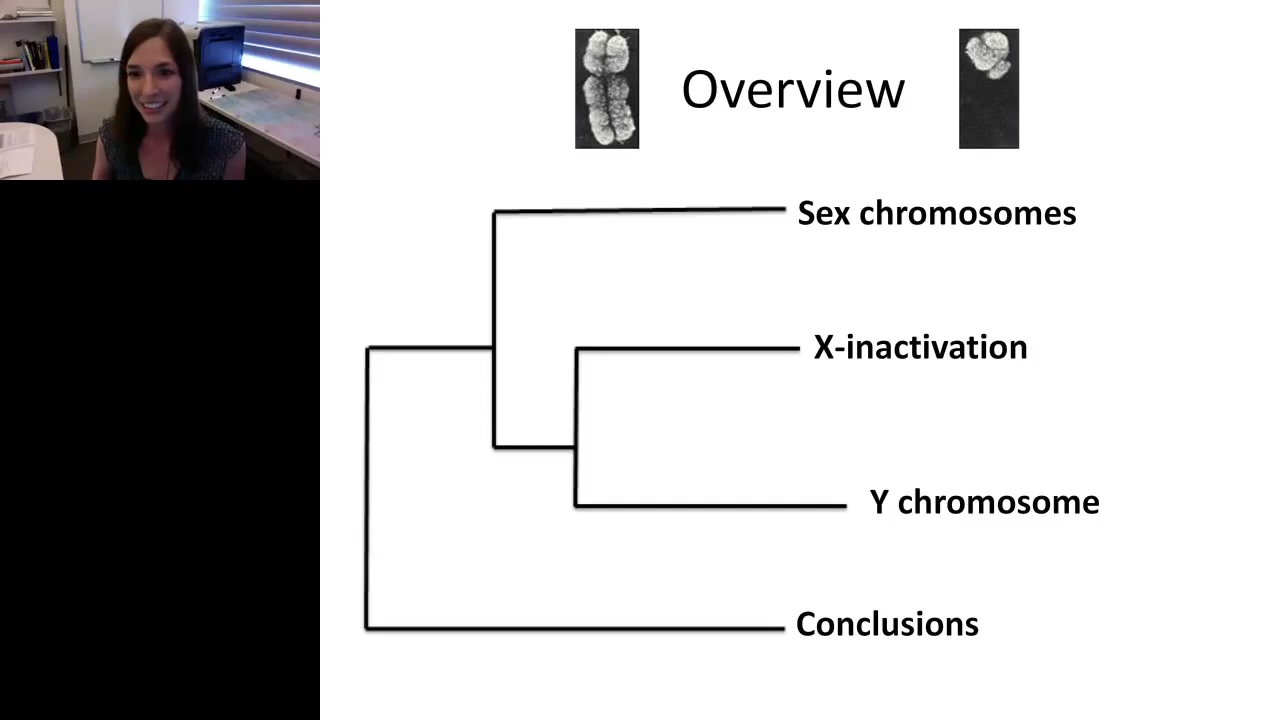 Overview
Sex chromosomes
X-inactivation
Y chromosome
Conclusions